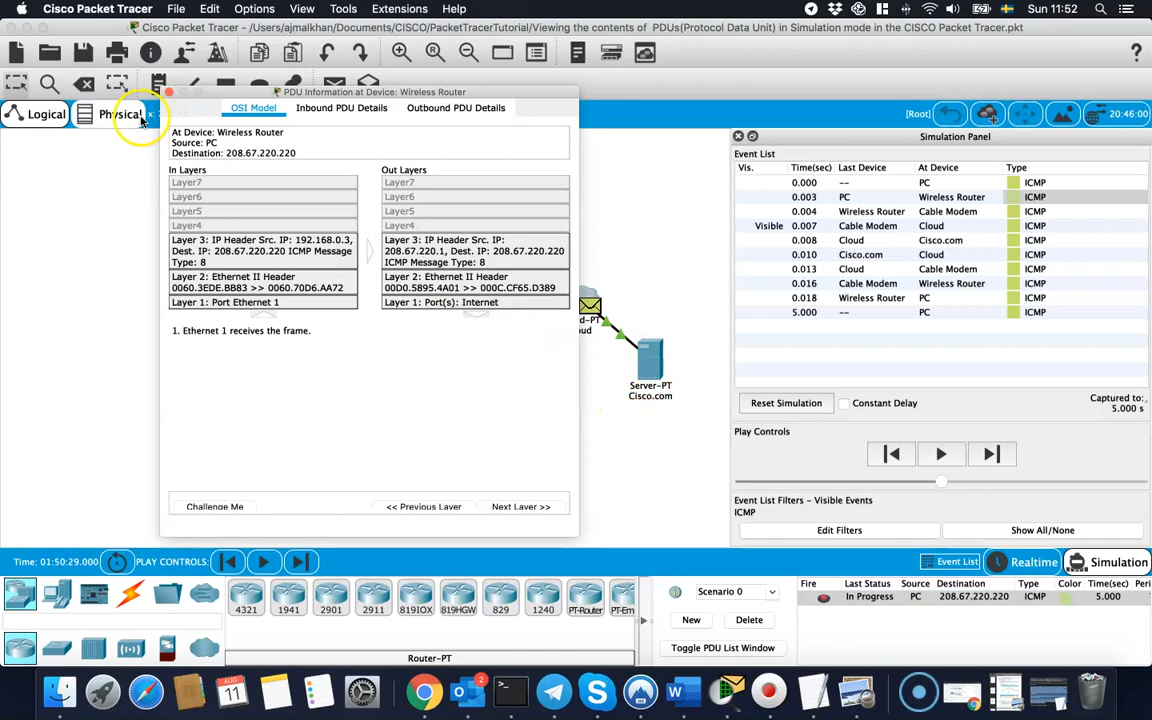 Cisco Packet Tracer File Edit Options View Tools Extensions Help Sun 11:52
Cisco Packet Tracer - /Users/ajmalkhan/Documents/CISCO/PacketTracerTutorial/Viewing the contents of PDUs(Protocol Data Unit) in Simulation mode in the CISCO Packet Tracer.pkt
?
Logical Physical x: [Root] 20:46:00
PDU Information at Device: Wireless Router
OSI Model Inbound PDU Details Outbound PDU Details
At Device: Wireless Router
Source: PC
Destination: 208.67.220.220
In Layers Out Layers
Layer7 Layer7
Layer6 Layer6
Layer5 Layer5
Layer4 Layer4
Layer 3: IP Header Src. IP: 192.168.0.3, Layer 3: IP Header Src. IP:
Dest. IP: 208.67.220.220 ICMP Message 208.67.220.1, Dest. IP: 208.67.220.220
Type: 8 ICMP Message Type: 8
Layer 2: Ethernet II Header Layer 2: Ethernet II Header
0060.3EDE.BB83 >> 0060.70D6.AA72 00D0.5895.4A01 >> 000C.CF65.D389
Layer 1: Port Ethernet 1 Layer 1: Port(s): Internet
1. Ethernet 1 receives the frame.
Challenge Me << Previous Layer Next Layer >>
d-PT
oud
Server-PT
Cisco.com
Simulation Panel
Event List
Vis. Time(sec) Last Device At Device Type
0.000 -- PC ICMP
0.003 PC Wireless Router ICMP
0.004 Wireless Router Cable Modem ICMP
Visible 0.007 Cable Modem Cloud ICMP
0.008 Cloud Cisco.com ICMP
0.010 Cisco.com Cloud ICMP
0.013 Cloud Cable Modem ICMP
0.016 Cable Modem Wireless Router ICMP
0.018 Wireless Router PC ICMP
5.000 -- PC ICMP
Reset Simulation Constant Delay Captured to:
5.000 s
Play Controls
Event List Filters - Visible Events
ICMP
Edit Filters Show All/None
Time: 01:50:29.000 PLAY CONTROLS: Event List Realtime Simulation
4321 1941 2901 2911 819IOX 819HGW 829 1240 PT-Router PT-Em
Router-PT
Scenario 0
New Delete
Toggle PDU List Window
Fire Last Status Source Destination Type Color Time(sec) Peri
In Progress PC 208.67.220.220 ICMP 5.000
AUG
11
2